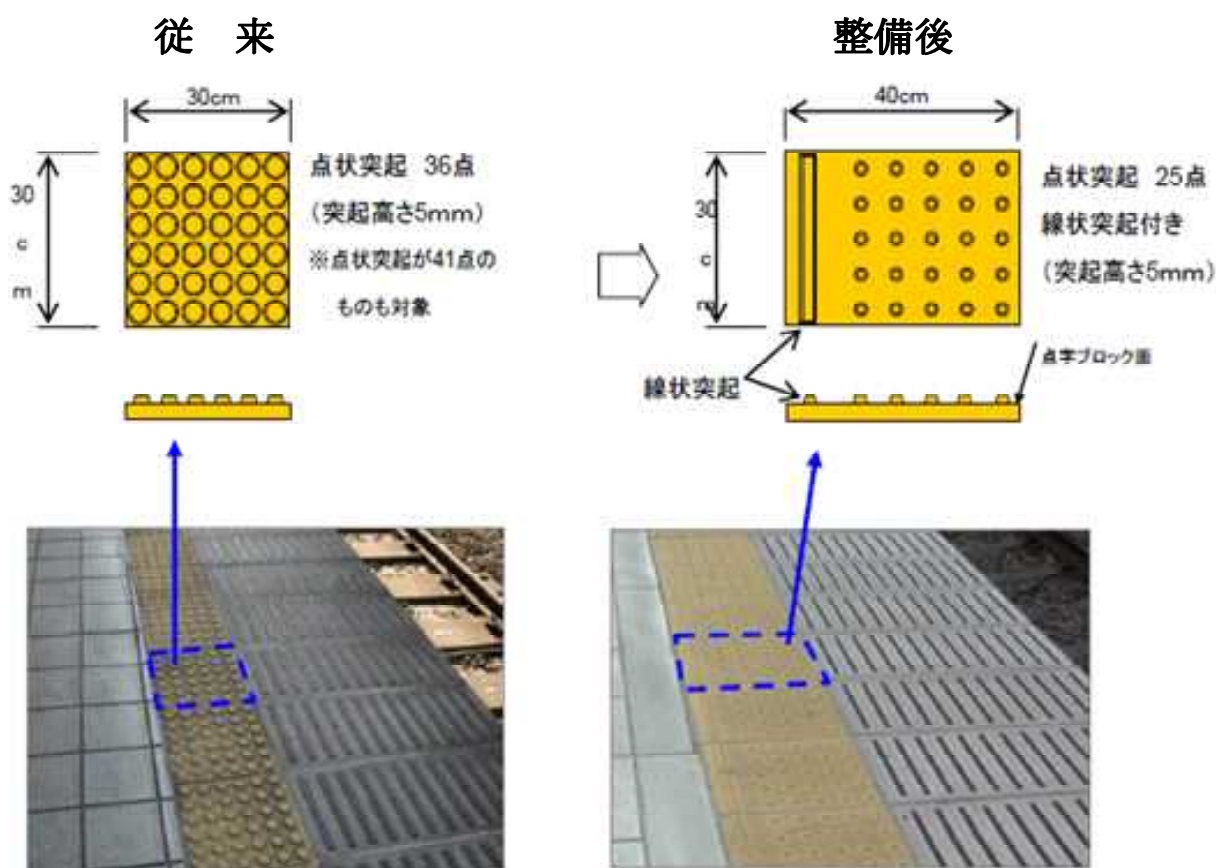 従 来
30cm
30
c
m
点状突起 36点
(突起高さ5mm)
※点状突起が41点の
ものも対象
整備後
40cm
30
c
m
点状突起 25点
線状突起付き
(突起高さ5mm)
線状突起
点字ブロック面